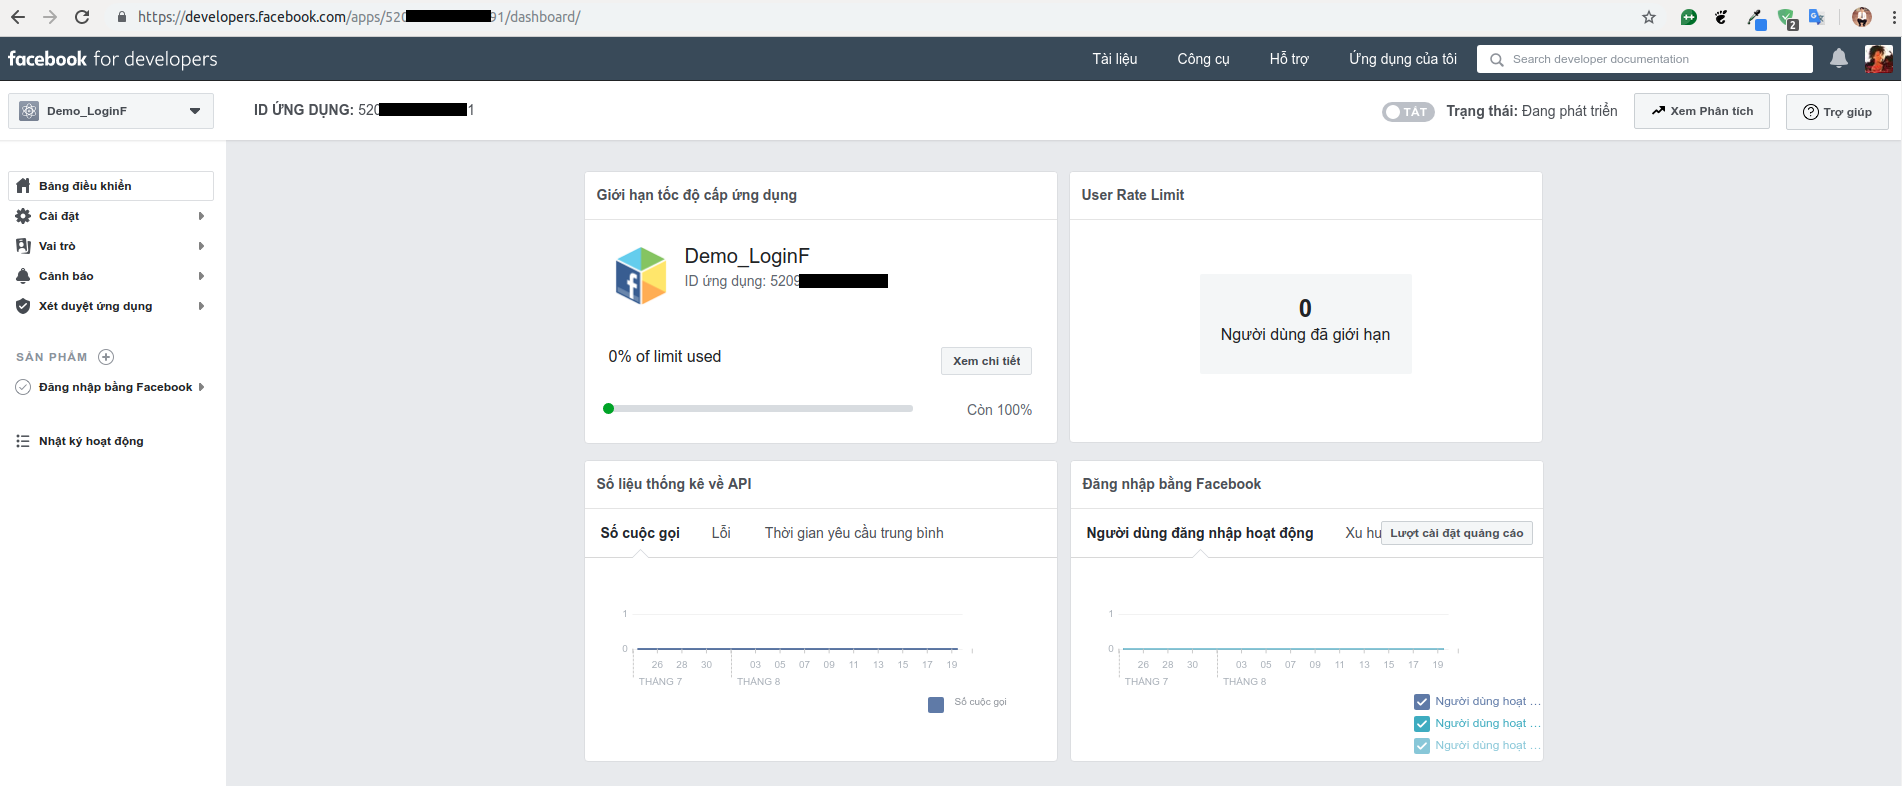 https://developers.facebook.com/apps/520 91/dashboard/
2
facebook for developers
Tài liệu
Công cụ
Hỗ trợ
Ứng dụng của tôi
Search developer documentation
Demo_LoginF
ID ỨNG DỤNG: 520 1
TẮT
Trạng thái: Đang phát triển
Xem Phân tích
Trợ giúp
Bảng điều khiển
Cài đặt
Vai trò
Cảnh báo
Xét duyệt ứng dụng
SẢN PHẨM
Đăng nhập bằng Facebook
Nhật ký hoạt động
Giới hạn tốc độ cấp ứng dụng
Demo_LoginF
ID ứng dụng: 5209
0% of limit used
Xem chi tiết
Còn 100%
User Rate Limit
0
Người dùng đã giới hạn
Số liệu thống kê về API
Số cuộc gọi
Lỗi
Thời gian yêu cầu trung bình
1
0
26 28 30 03 05 07 09 11 13 15 17 19
THÁNG 7 THÁNG 8
Số cuộc gọi
Đăng nhập bằng Facebook
Người dùng đăng nhập hoạt động
Xu hu
Lượt cài đặt quảng cáo
1
0
26 28 30 03 05 07 09 11 13 15 17 19
THÁNG 7 THÁNG 8
Người dùng hoạt ...
Người dùng hoạt ...
Người dùng hoạt ...